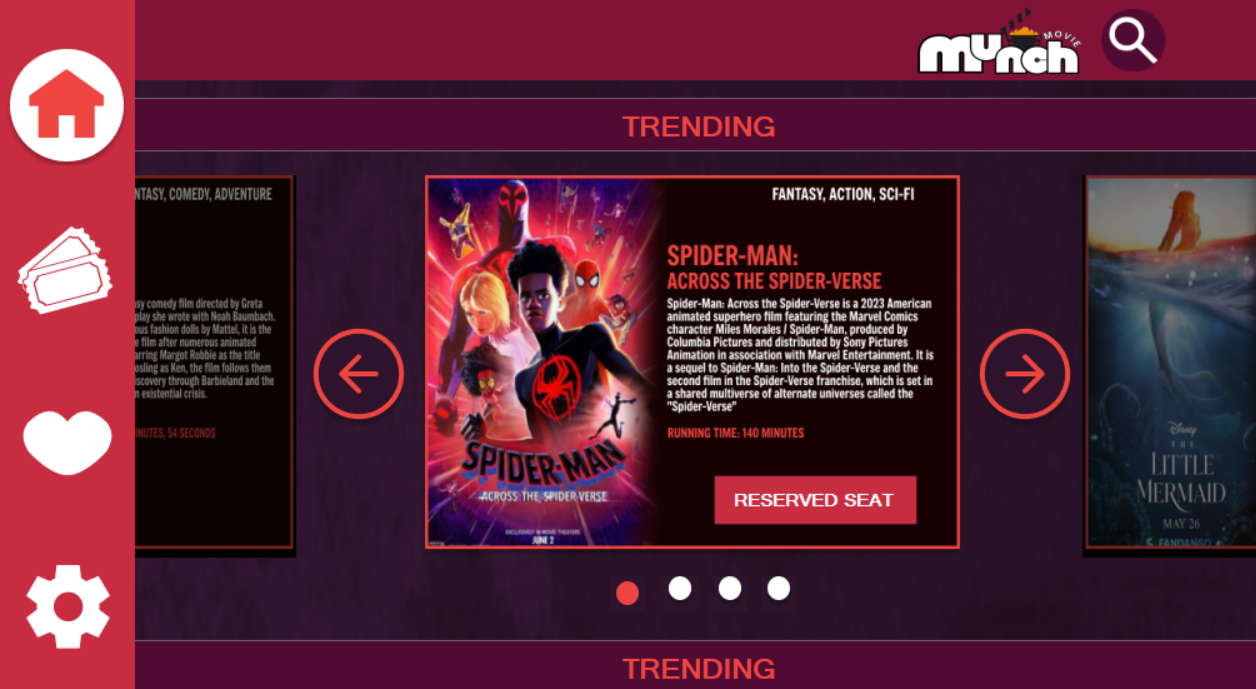 munch
MOVIE
TRENDING
NTASY, COMEDY, ADVENTURE
sy comedy film directed by Greta
play she wrote with Noah Baumbach.
ous fashion dolls by Mattel, it is the
e film after numerous animated
arring Margot Robbie as the title
osling as Ken, the film follows them
scovery through Barbieland and the
n existential crisis.
INUTES, 54 SECONDS
SPIDER-MAN
ACROSS THE SPIDER-VERSE
EXCLUSIVELY IN MOVIE THEATERS
JUNE 2
FANTASY, ACTION, SCI-FI
SPIDER-MAN:
ACROSS THE SPIDER-VERSE
Spider-Man: Across the Spider-Verse is a 2023 American
animated superhero film featuring the Marvel Comics
character Miles Morales / Spider-Man, produced by
Columbia Pictures and distributed by Sony Pictures
Animation in association with Marvel Entertainment. It is
a sequel to Spider-Man: Into the Spider-Verse and the
second film in the Spider-Verse franchise, which is set in
a shared multiverse of alternate universes called the
"Spider-Verse"
RUNNING TIME: 140 MINUTES
RESERVED SEAT
Disney
THE
LITTLE
MERMAID
MAY 26
FANDANGO
TRENDING